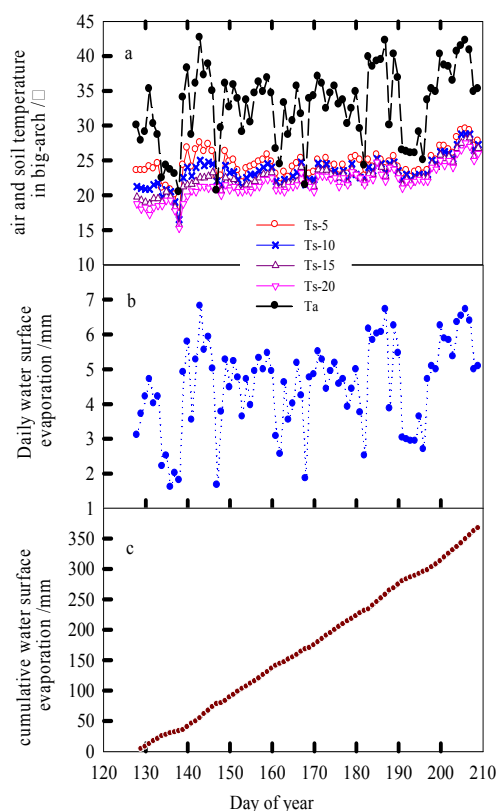 45
40
35
30
25
20
15
10
air and soil temperature
in big-arch /□
a
Ts-5
Ts-10
Ts-15
Ts-20
Ta
7
6
5
4
3
2
1
Daily water surface
evaporation /mm
b
350
300
250
200
150
100
50
0
cumulative water surface
evaporation /mm
c
120 130 140 150 160 170 180 190 200 210
Day of year